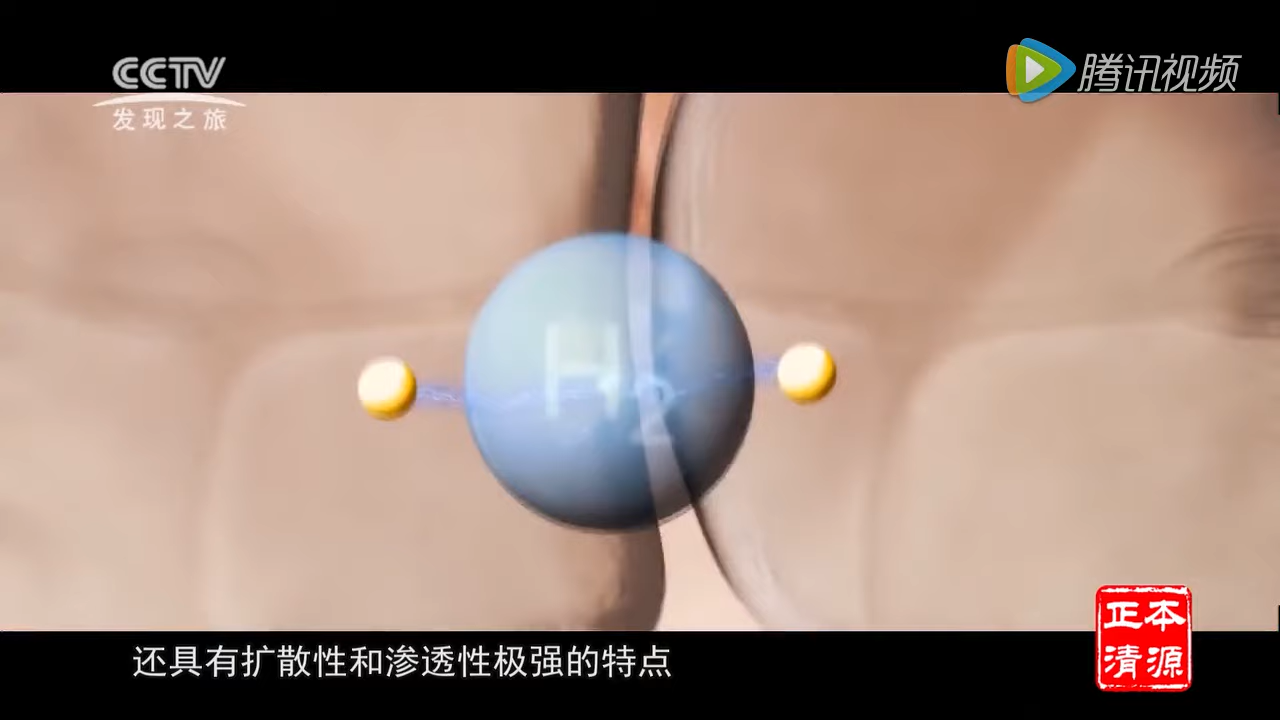 CCTV
发现之旅
腾讯视频
H2
正本
清源
还具有扩散性和渗透性极强的特点